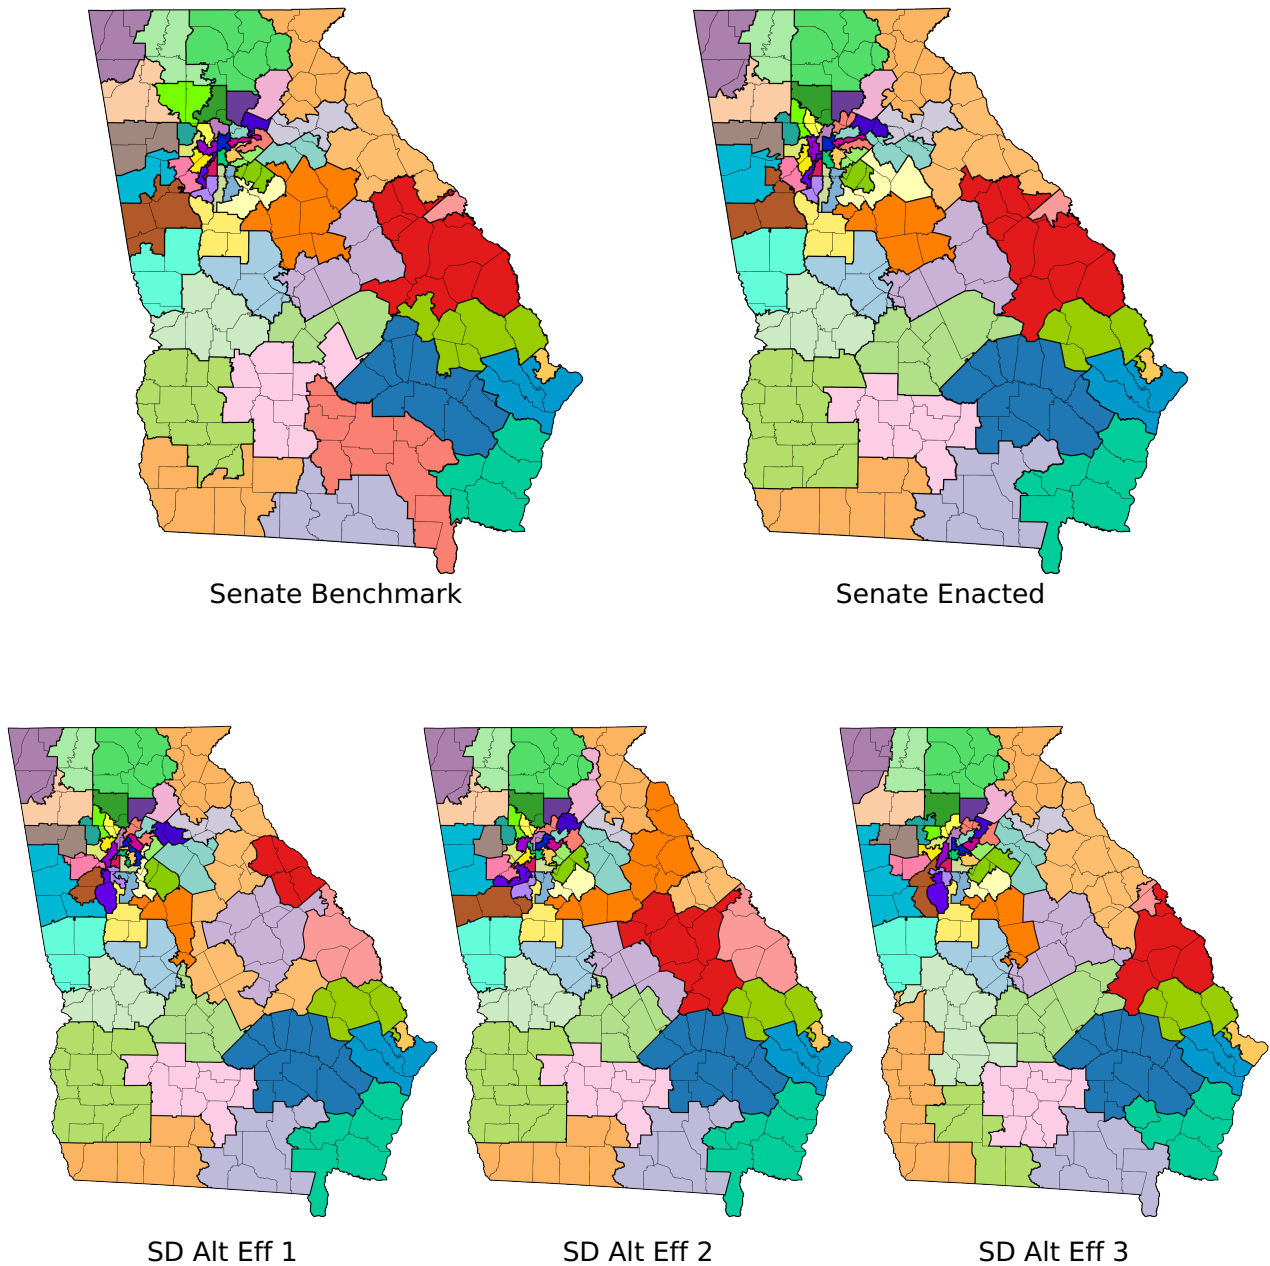 Senate Benchmark
Senate Enacted
SD Alt Eff 1
SD Alt Eff 2
SD Alt Eff 3